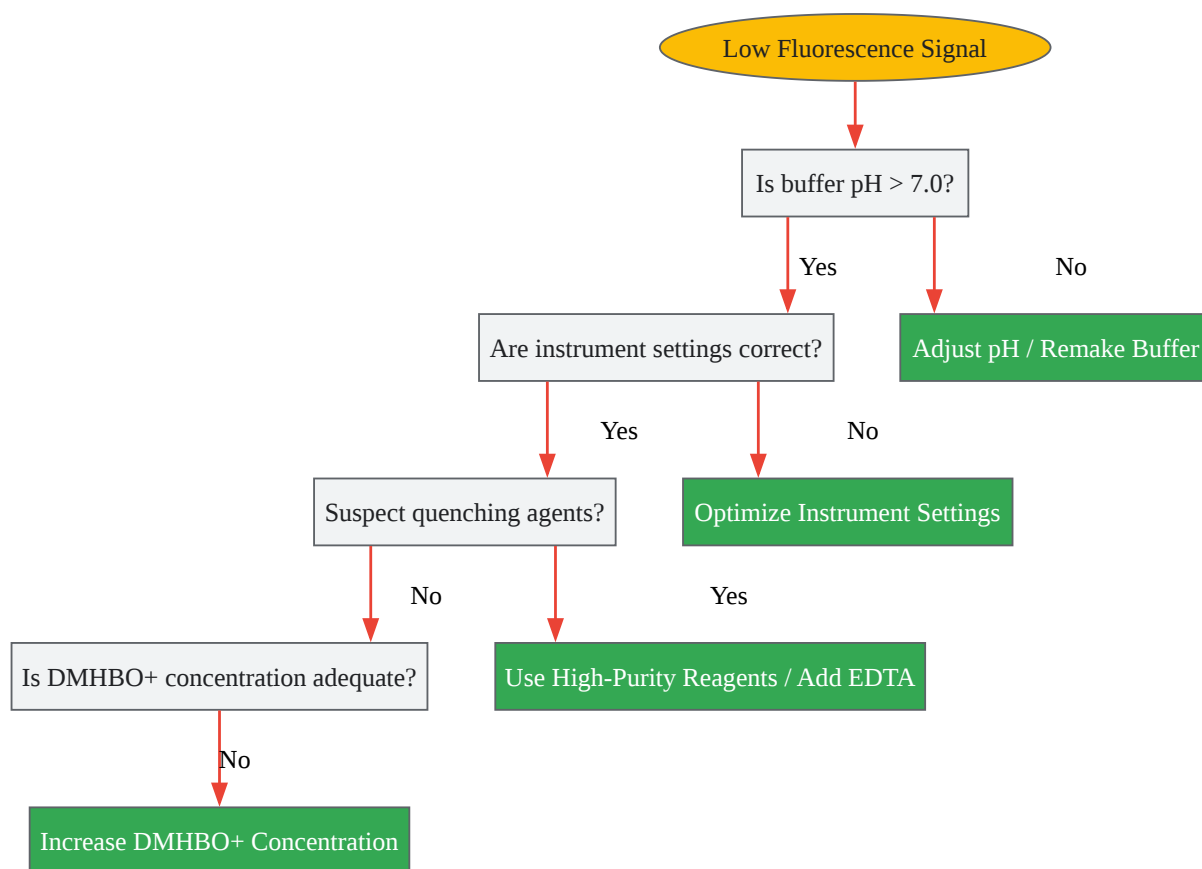 Low Fluorescence Signal
Is buffer pH > 7.0?
Yes
No
Are instrument settings correct?
Adjust pH / Remake Buffer
Yes
No
Suspect quenching agents?
Optimize Instrument Settings
No
Yes
Is DMHBO+ concentration adequate?
Use High-Purity Reagents / Add EDTA
No
Increase DMHBO+ Concentration